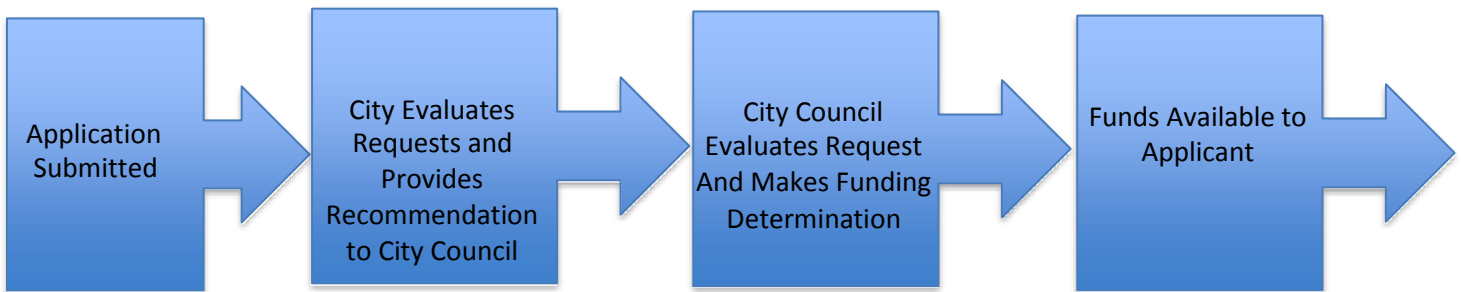 Application
Submitted
City Evaluates
Requests and
Provides
Recommendation
to City Council
City Council
Evaluates Request
And Makes Funding
Determination
Funds Available to
Applicant